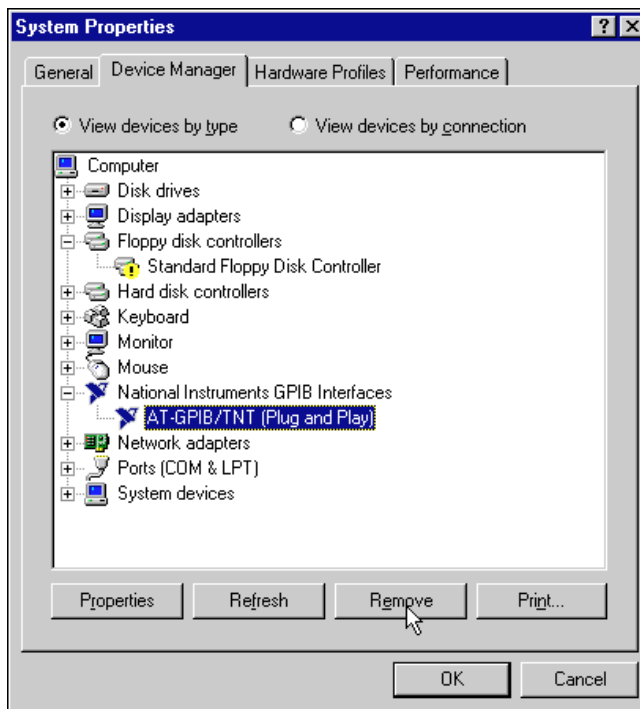 System Properties
General Device Manager Hardware Profiles Performance
View devices by type View devices by connection
Computer
Disk drives
Display adapters
Floppy disk controllers
Standard Floppy Disk Controller
Hard disk controllers
Keyboard
Monitor
Mouse
National Instruments GPIB Interfaces
AT-GPIB/TNT (Plug and Play)
Network adapters
Ports (COM & LPT)
System devices
Properties Refresh Remove Print...
OK Cancel